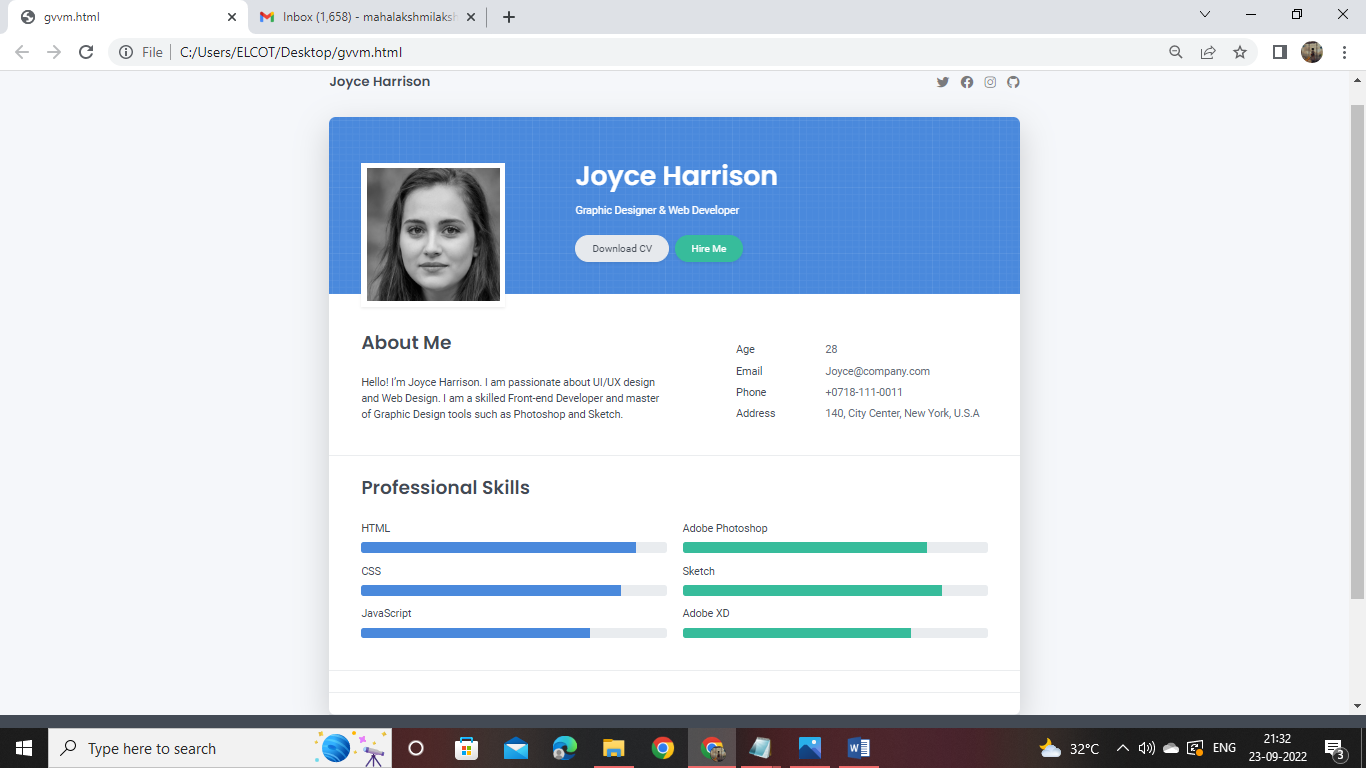 gvvm.html
Inbox (1,658) - mahalakshmilaksh
File
C:/Users/ELCOT/Desktop/gvvm.html
Joyce Harrison
Joyce Harrison
Graphic Designer & Web Developer
Download CV
Hire Me
About Me
Hello! I’m Joyce Harrison. I am passionate about UI/UX design
and Web Design. I am a skilled Front-end Developer and master
of Graphic Design tools such as Photoshop and Sketch.
Age 28
Email Joyce@company.com
Phone +0718-111-0011
Address 140, City Center, New York, U.S.A
Professional Skills
HTML
CSS
JavaScript
Adobe Photoshop
Sketch
Adobe XD
Type here to search
32°C
ENG
21:32
23-09-2022
3